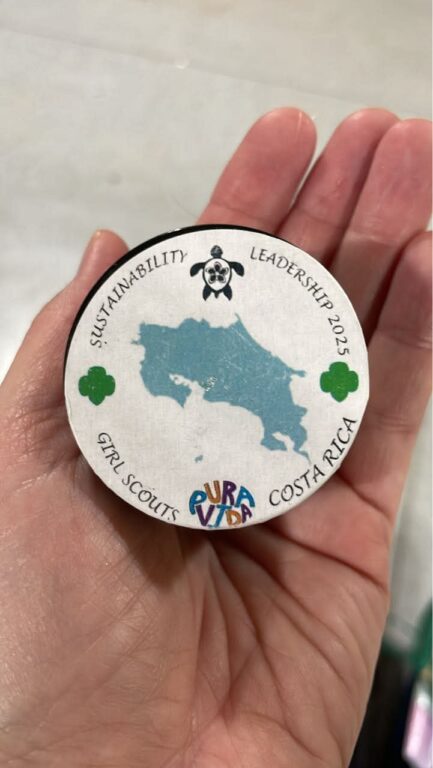 SUSTAINABILITY
LEADERSHIP 2025
GIRL SCOUTS
COSTA RICA
PURA
VIDA